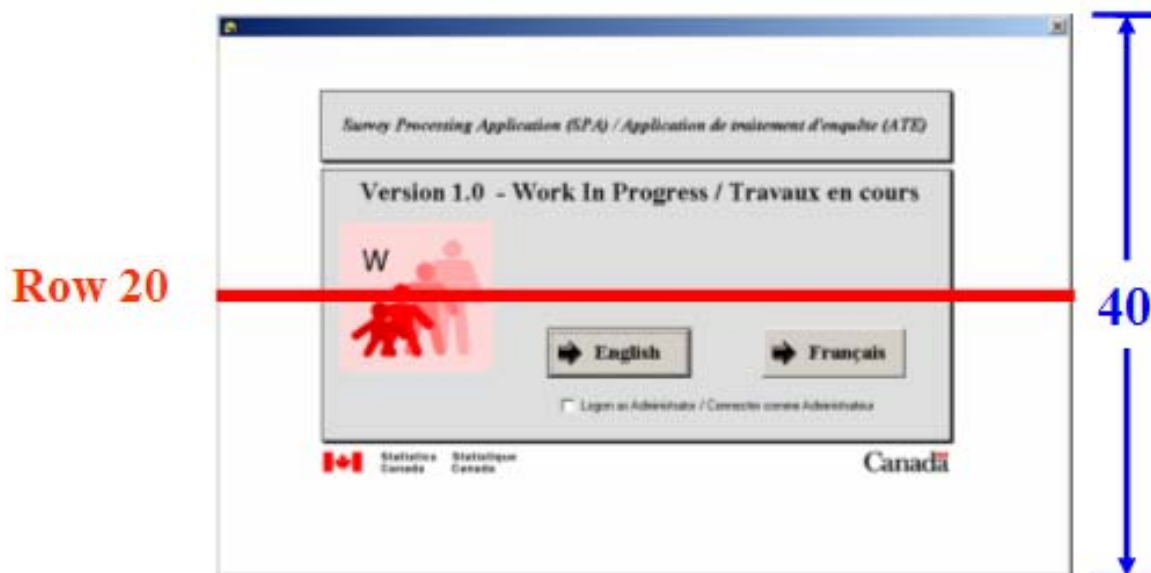 Survey Processing Application (SPA) / Application de traitement d'enquête (ATE)
Version 1.0 - Work In Progress / Travaux en cours
W
Row 20
40
English
Français
Logon as Administrator / Connecter comme Administrateur
Statistics Statistique
Canada Canada
Canada